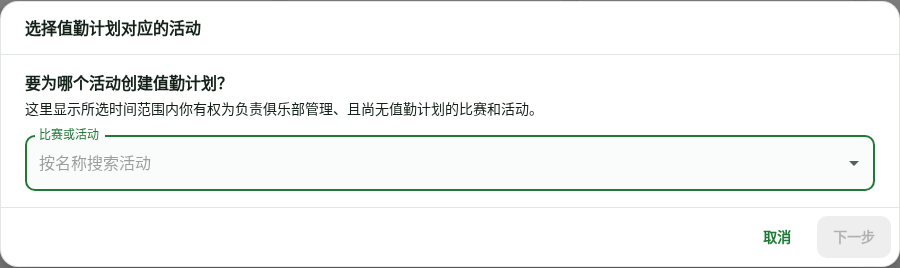 选择值勤计划对应的活动
要为哪个活动创建值勤计划？
这里显示所选时间范围内你有权为负责俱乐部管理、且尚无值勤计划的比赛和活动。
比赛或活动
按名称搜索活动
取消
下一步